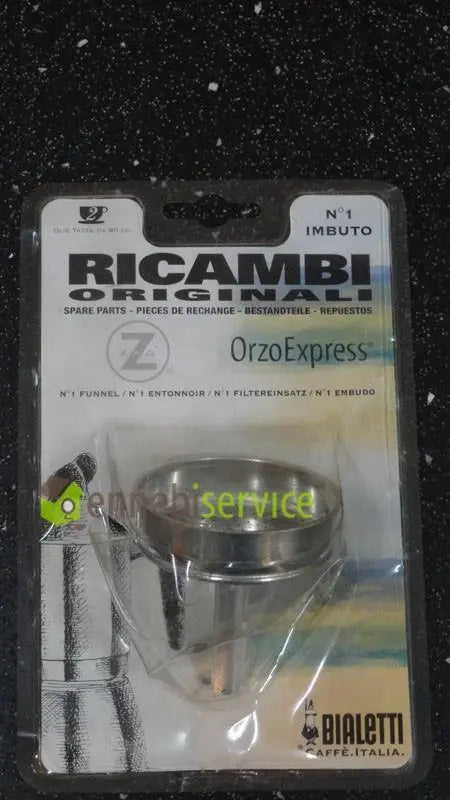 2
DUE TAZZE DA 80 CC.
N°1
IMBUTO
RICAMBI
ORIGINALI
SPARE PARTS - PIECES DE RECHANGE - BESTANDTEILE - REPUESTOS
OrzoExpress®
N°1 FUNNEL / N°1 ENTONNOIR / N°1 FILTEREINSATZ / N°1 EMBUDO
ennebiservice
BIALETTI
CAFFÈ.ITALIA.